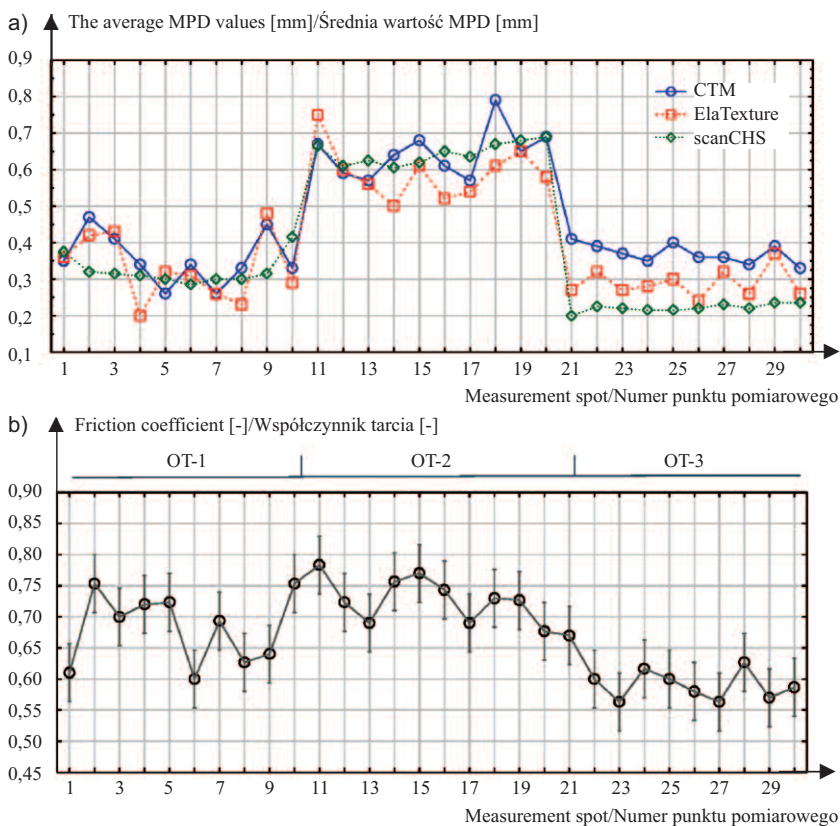 a) The average MPD values [mm]/Średnia wartość MPD [mm]
0,9
0,8
0,7
0,6
0,5
0,4
0,3
0,2
0,1
CTM
ElaTexture
scanCHS
1 3 5 7 9 11 13 15 17 19 21 23 25 27 29
Measurement spot/Numer punktu pomiarowego
b) Friction coefficient [-]/Współczynnik tarcia [-]
OT-1 OT-2 OT-3
0,90
0,85
0,80
0,75
0,70
0,65
0,60
0,55
0,50
0,45
1 3 5 7 9 11 13 15 17 19 21 23 25 27 29
Measurement spot/Numer punktu pomiarowego